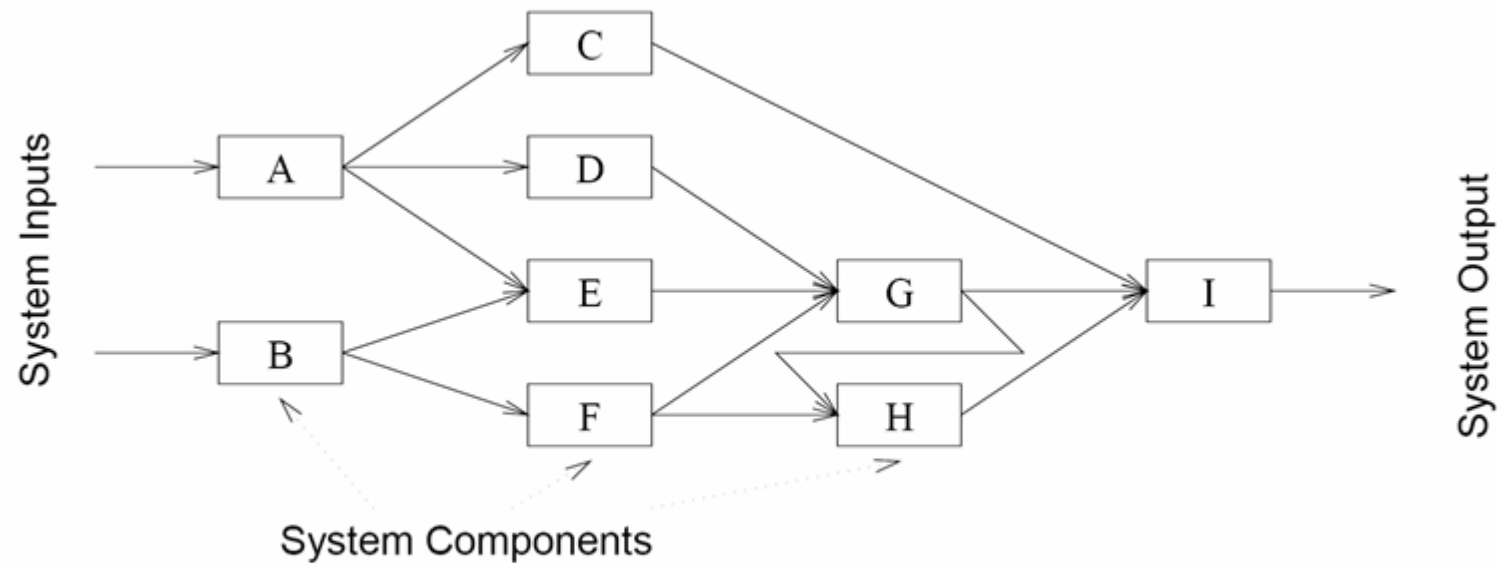 System Inputs
A
B
C
D
E
F
G
H
I
System Output
System Components